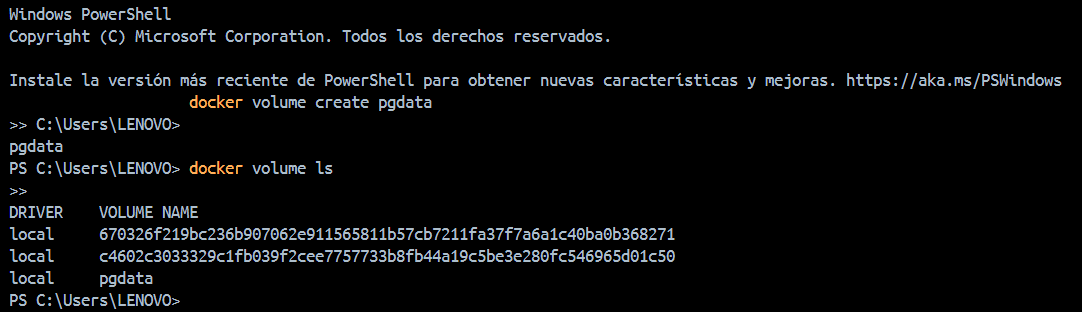 Windows PowerShell
Copyright (C) Microsoft Corporation. Todos los derechos reservados.
Instale la versión más reciente de PowerShell para obtener nuevas características y mejoras. https://aka.ms/PSWindows
docker volume create pgdata
>> C:\Users\LENOVO>
pgdata
PS C:\Users\LENOVO> docker volume ls
>>
DRIVER    VOLUME NAME
local     670326f219bc236b907062e911565811b57cb7211fa37f7a6a1c40ba0b368271
local     c4602c3033329c1fb039f2cee7757733b8fb44a19c5be3e280fc546965d01c50
local     pgdata
PS C:\Users\LENOVO>